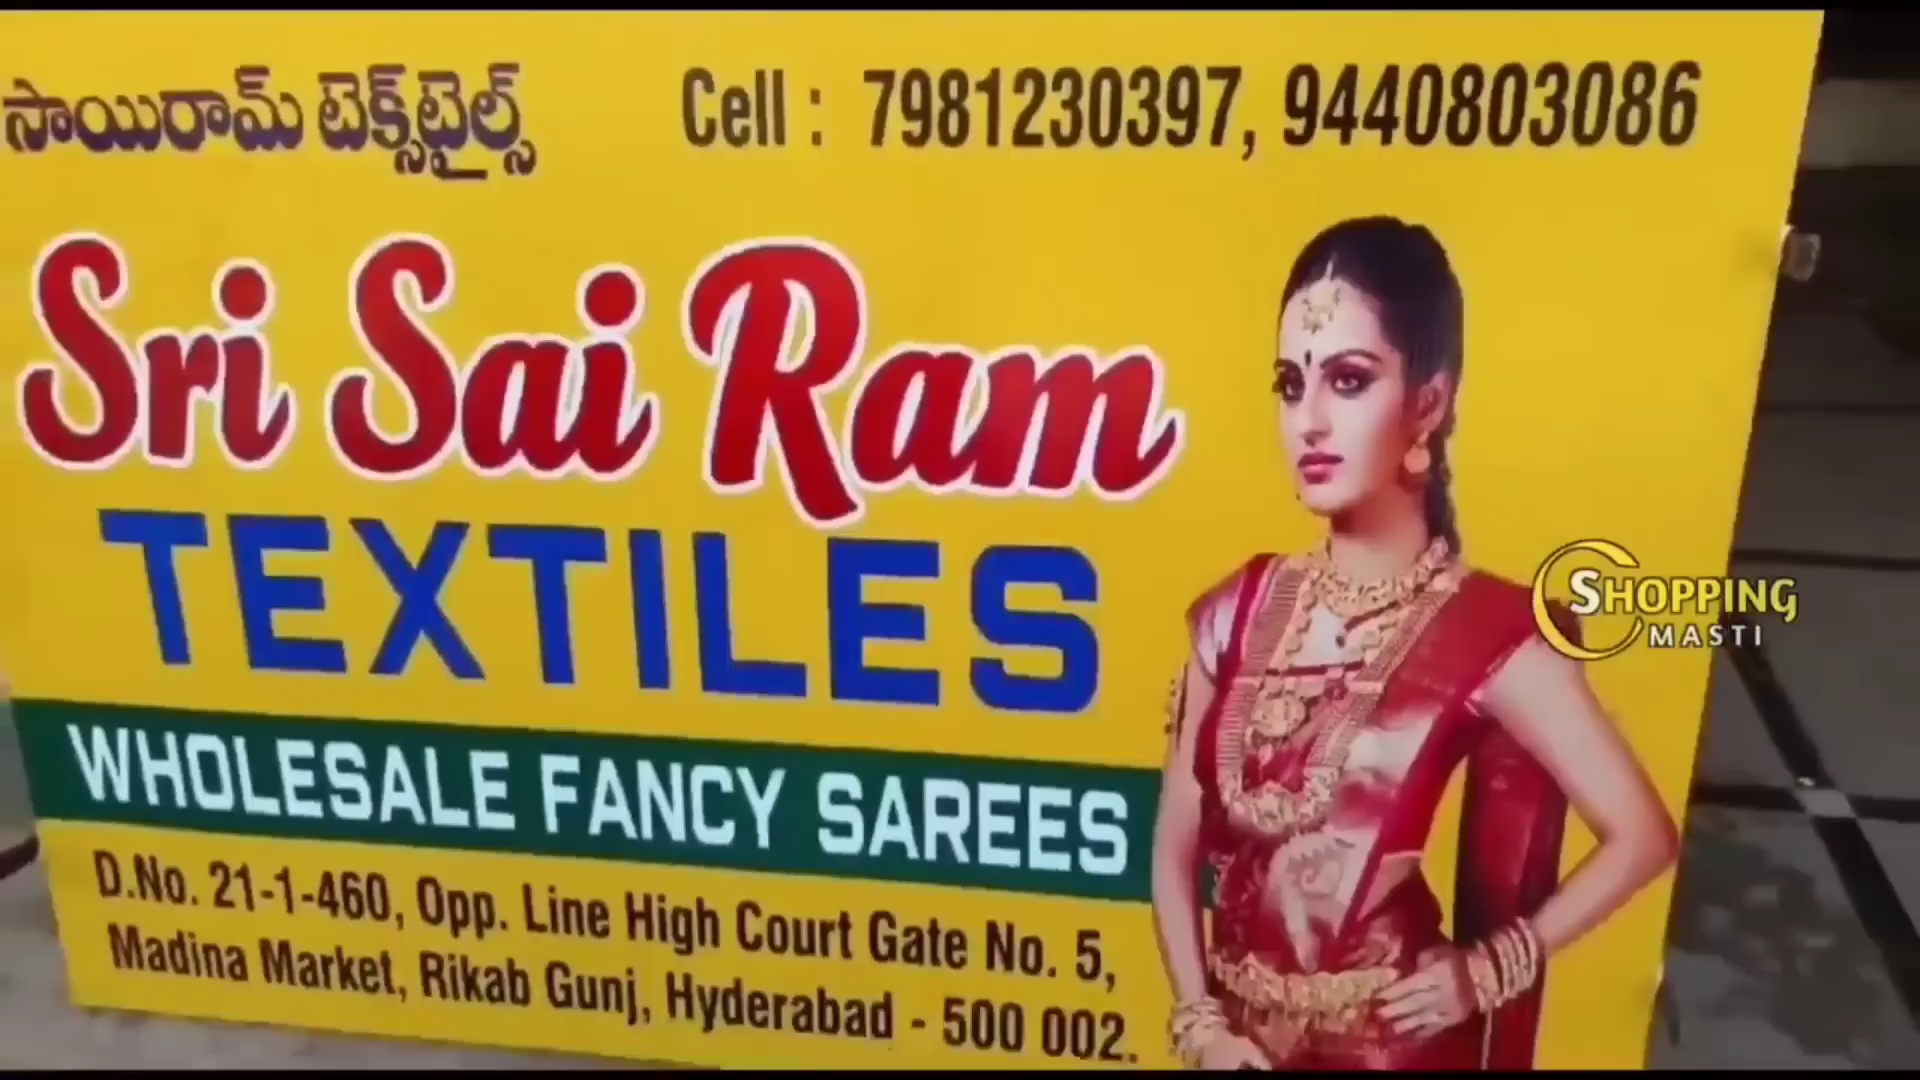 సాయిరామ్ టెక్స్‌టైల్స్ Cell : 7981230397, 9440803086
Sri Sai Ram
TEXTILES
WHOLESALE FANCY SAREES
D.No. 21-1-460, Opp. Line High Court Gate No. 5,
Madina Market, Rikab Gunj, Hyderabad - 500 002.
SHOPPING
MASTI